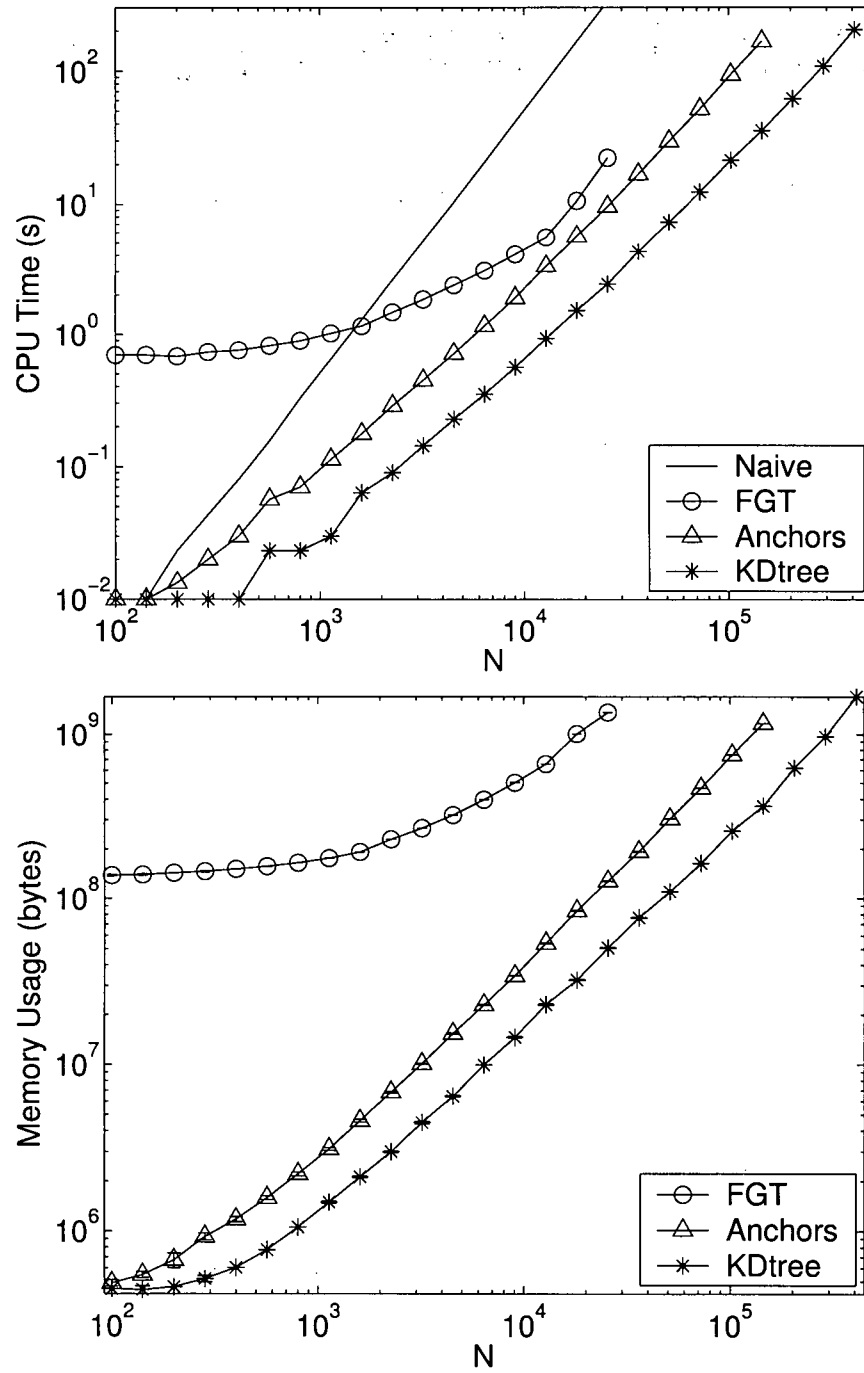 10^2
10^1
10^0
10^-1
10^-2
CPU Time (s)
Naive
FGT
Anchors
KDtree
10^2
10^3
10^4
10^5
N
10^9
10^8
10^7
10^6
Memory Usage (bytes)
FGT
Anchors
KDtree
10^2
10^3
10^4
10^5
N